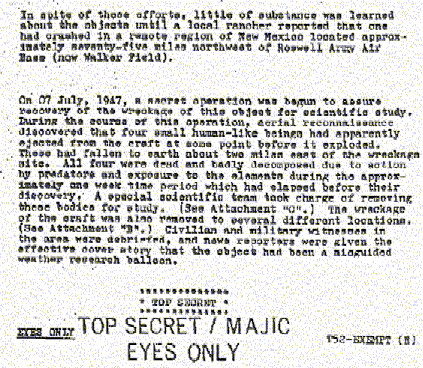 In spite of these efforts, little of substance was learned
about the objects until a local rancher reported that one
had crashed in a remote region of New Mexico located approx-
imately seventy-five miles northwest of Roswell Army Air
Base (now Walker Field).
On 07 July, 1947, a secret operation was begun to assure
recovery of the wreckage of this object for scientific study.
During the course of this operation, aerial reconnaissance
discovered that four small human-like beings had apparently
ejected from the craft at some point before it exploded.
These had fallen to earth about two miles east of the wreckage
site. All four were dead and badly decomposed due to action
by predators and exposure to the elements during the approx-
imately one week time period which had elapsed before their
discovery. A special scientific team took charge of removing
these bodies for study. (See Attachment "C".) The wreckage
of the craft was also removed to several different locations.
(See Attachment "B".) Civilian and military witnesses in
the area were debriefed, and news reporters were given the
effective cover story that the object had been a misguided
weather research balloon.
**************
* TOP SECRET *
**************
EYES ONLY TOP SECRET / MAJIC
EYES ONLY
T52-EXEMPT (E)